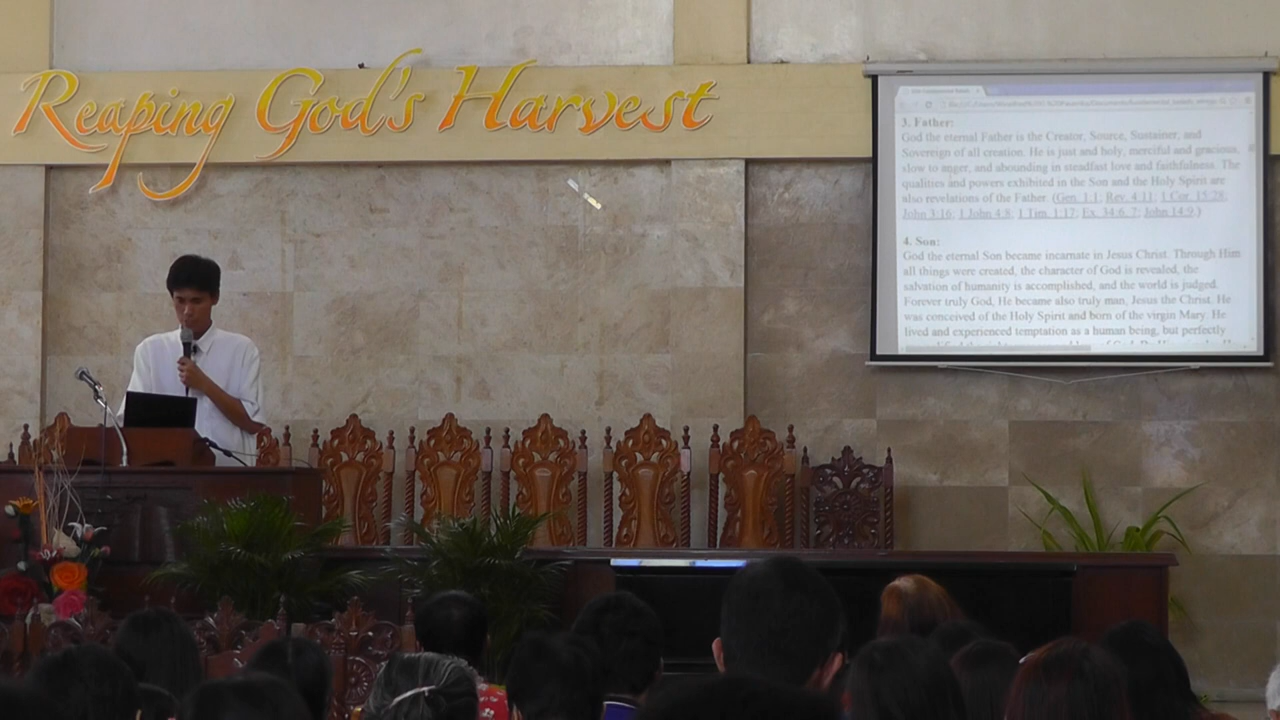 Reaping God's Harvest
3. Father:
God the eternal Father is the Creator, Source, Sustainer, and
Sovereign of all creation. He is just and holy, merciful and gracious,
slow to anger, and abounding in steadfast love and faithfulness. The
qualities and powers exhibited in the Son and the Holy Spirit are
also revelations of the Father. (Gen. 1:1; Rev. 4:11; 1 Cor. 15:28;
John 3:16; 1 John 4:8; 1 Tim. 1:17; Ex. 34:6, 7; John 14:9.)
4. Son:
God the eternal Son became incarnate in Jesus Christ. Through Him
all things were created, the character of God is revealed, the
salvation of humanity is accomplished, and the world is judged.
Forever truly God, He became also truly man, Jesus the Christ. He
was conceived of the Holy Spirit and born of the virgin Mary. He
lived and experienced temptation as a human being, but perfectly